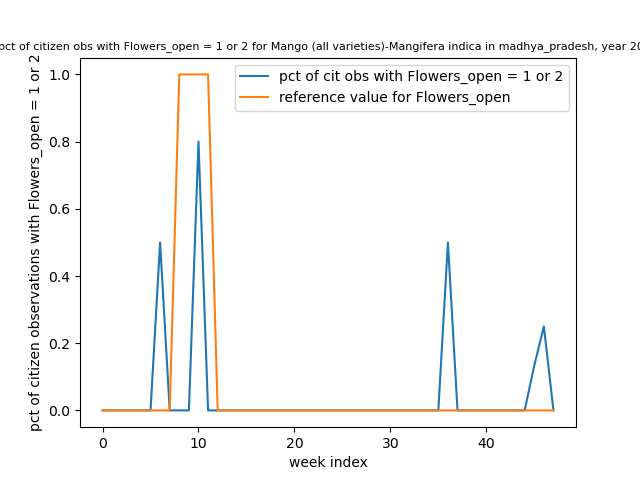 of citizen obs with Flowers_open = 1 or 2 for Mango (all varieties)-Mangifera indica in madhya_pradesh, year
pct of cit obs with Flowers_open = 1 or 2
reference value for Flowers_open
pct of citizen observations with Flowers_open = 1 or 2
1.0
0.8
0.6
0.4
0.2
0.0
0
10
20
30
40
week index